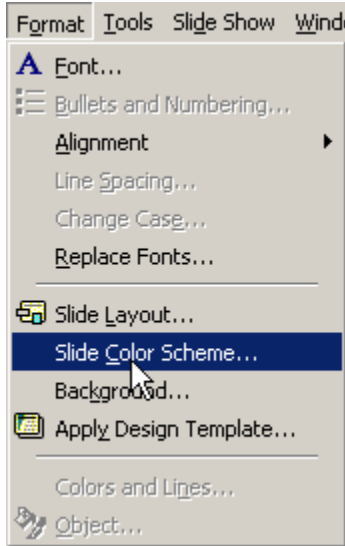 Format Tools Slide Show Wind
Font...
Bullets and Numbering...
Alignment
Line Spacing...
Change Case...
Replace Fonts...
Slide Layout...
Slide Color Scheme...
Background...
Apply Design Template...
Colors and Lines...
Object...